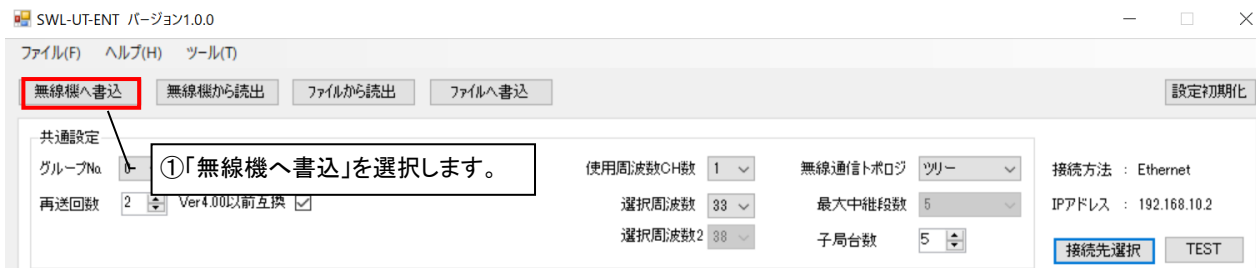 SWL-UT-ENT バージョン1.0.0
ファイル(F) ヘルプ(H) ツール(T)
無線機へ書込 無線機から読出 ファイルから読出 ファイルへ書込 設定初期化
共通設定
グループNo. 0 ①「無線機へ書込」を選択します。 使用周波数CH数 1 無線通信トポロジ ツリー 接続方法 : Ethernet
再送回数 2 Ver4.00以前互換 選択周波数 33 最大中継段数 5 IPアドレス : 192.168.10.2
選択周波数2 38 子局台数 5
接続先選択 TEST